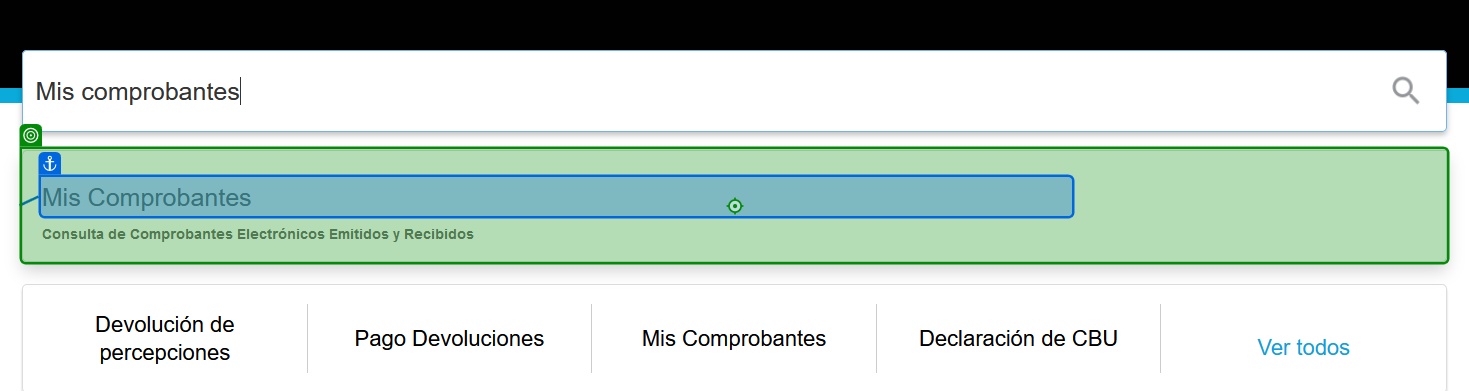 Mis comprobantes
Mis Comprobantes
Consulta de Comprobantes Electrónicos Emitidos y Recibidos
Devolución de
percepciones
Pago Devoluciones
Mis Comprobantes
Declaración de CBU
Ver todos